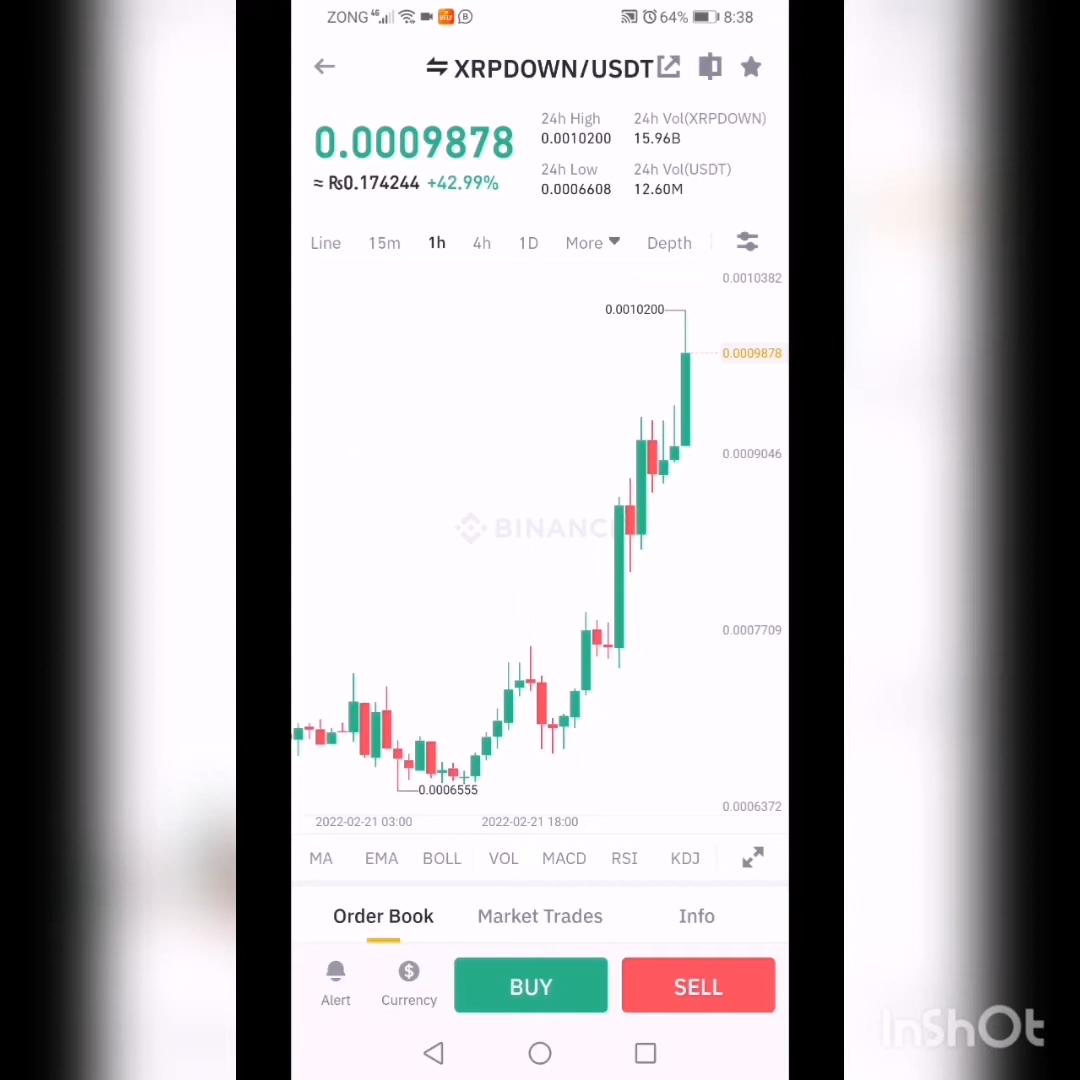 ZONG 4G 64% 8:38
XRPDOWN/USDT
0.0009878
≈ ₨0.174244 +42.99%
24h High
0.0010200
24h Vol(XRPDOWN)
15.96B
24h Low
0.0006608
24h Vol(USDT)
12.60M
Line 15m 1h 4h 1D More Depth
0.0010382
0.0010200
0.0009878
0.0009046
BINANC
0.0007709
0.0006555
0.0006372
2022-02-21 03:00 2022-02-21 18:00
MA EMA BOLL VOL MACD RSI KDJ
Order Book Market Trades Info
Alert Currency BUY SELL
InShOt